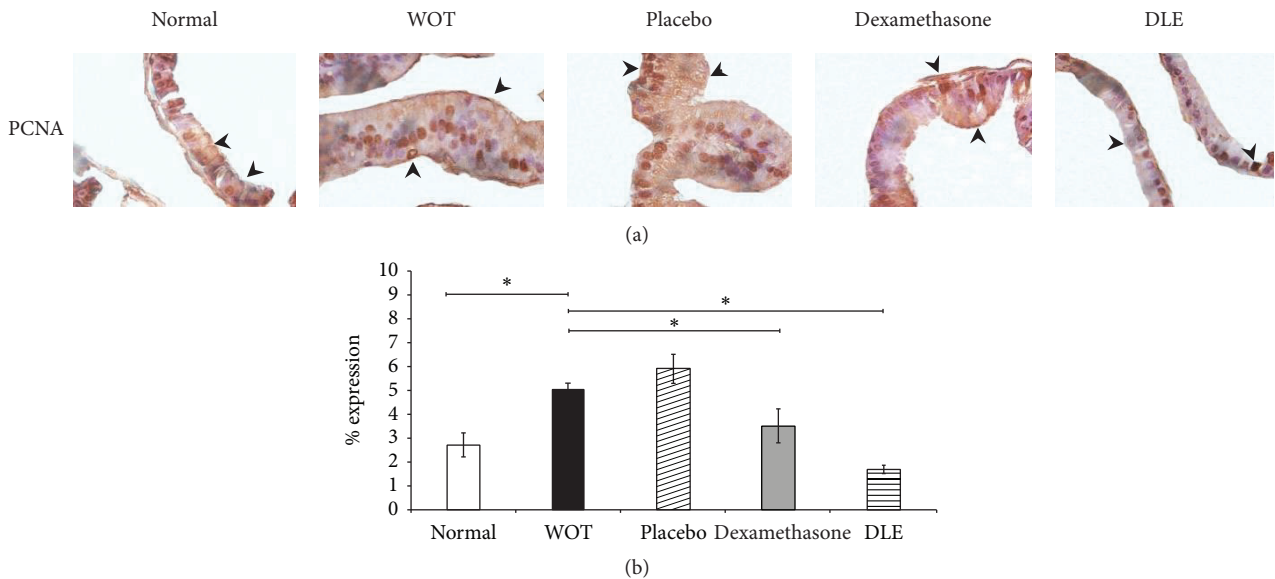 Normal WOT Placebo Dexamethasone DLE
PCNA
(a)
10
9
8
7
6
5
4
3
2
1
0
% expression
*
*
*
Normal WOT Placebo Dexamethasone DLE
(b)